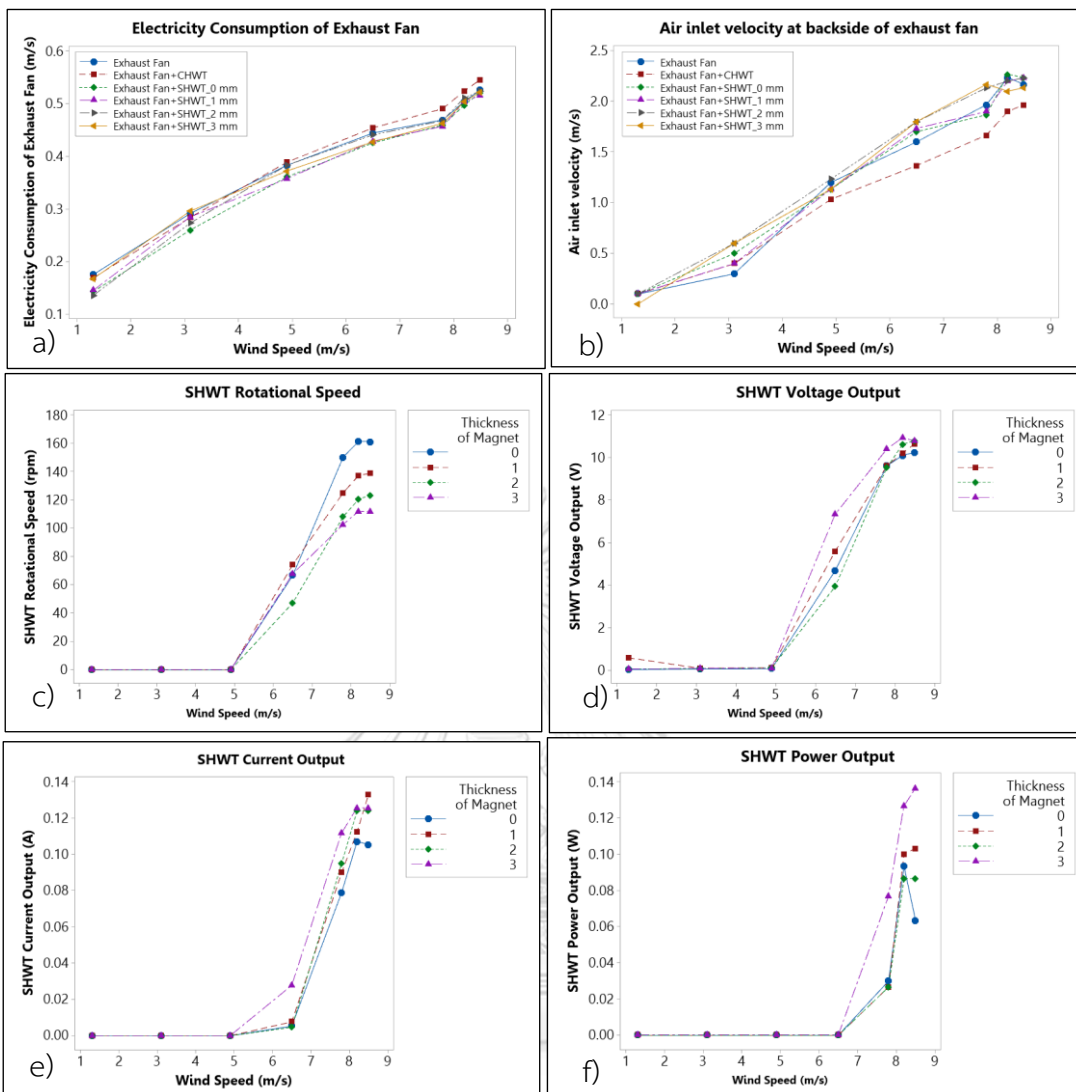 Electricity Consumption of Exhaust Fan
Electricity Consumption of Exhaust Fan (m/s)
0.6
0.5
0.4
0.3
0.2
0.1
Exhaust Fan
Exhaust Fan+CHWT
Exhaust Fan+SHWT_0 mm
Exhaust Fan+SHWT_1 mm
Exhaust Fan+SHWT_2 mm
Exhaust Fan+SHWT_3 mm
1 2 3 4 5 6 7 8 9
Wind Speed (m/s)
a)
Air inlet velocity at backside of exhaust fan
Air inlet velocity (m/s)
2.5
2.0
1.5
1.0
0.5
0.0
Exhaust Fan
Exhaust Fan+CHWT
Exhaust Fan+SHWT_0 mm
Exhaust Fan+SHWT_1 mm
Exhaust Fan+SHWT_2 mm
Exhaust Fan+SHWT_3 mm
1 2 3 4 5 6 7 8 9
Wind Speed (m/s)
b)
SHWT Rotational Speed
SHWT Rotational Speed (rpm)
180
160
140
120
100
80
60
40
20
0
Thickness
of Magnet
0
1
2
3
1 2 3 4 5 6 7 8 9
Wind Speed (m/s)
c)
SHWT Voltage Output
SHWT Voltage Output (V)
12
10
8
6
4
2
0
Thickness
of Magnet
0
1
2
3
1 2 3 4 5 6 7 8 9
Wind Speed (m/s)
d)
SHWT Current Output
SHWT Current Output (A)
0.14
0.12
0.10
0.08
0.06
0.04
0.02
0.00
Thickness
of Magnet
0
1
2
3
1 2 3 4 5 6 7 8 9
Wind Speed (m/s)
e)
SHWT Power Output
SHWT Power Output (W)
0.14
0.12
0.10
0.08
0.06
0.04
0.02
0.00
Thickness
of Magnet
0
1
2
3
1 2 3 4 5 6 7 8 9
Wind Speed (m/s)
f)